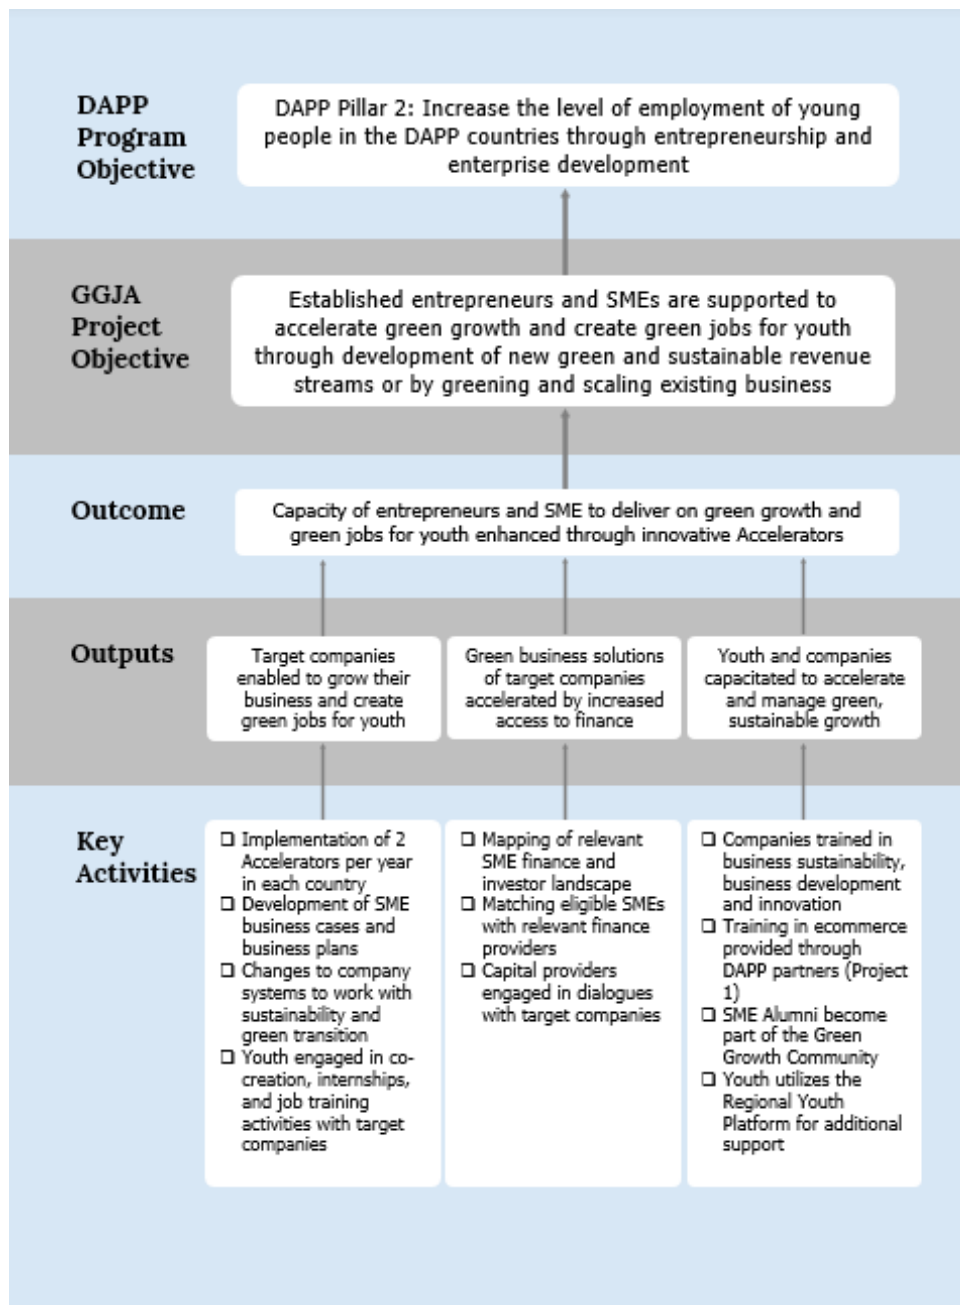 DAPP
Program
Objective
DAPP Pillar 2: Increase the level of employment of young
people in the DAPP countries through entrepreneurship and
enterprise development
GGJA
Project
Objective
Established entrepreneurs and SMEs are supported to
accelerate green growth and create green jobs for youth
through development of new green and sustainable revenue
streams or by greening and scaling existing business
Outcome
Capacity of entrepreneurs and SME to deliver on green growth and
green jobs for youth enhanced through innovative Accelerators
Outputs
Target companies
enabled to grow their
business and create
green jobs for youth
Green business solutions
of target companies
accelerated by increased
access to finance
Youth and companies
capacitated to accelerate
and manage green,
sustainable growth
Key
Activities
❑ Implementation of 2
Accelerators per year
in each country
❑ Development of SME
business cases and
business plans
❑ Changes to company
systems to work with
sustainability and
green transition
❑ Youth engaged in co-
creation, internships,
and job training
activities with target
companies
❑ Mapping of relevant
SME finance and
investor landscape
❑ Matching eligible SMEs
with relevant finance
providers
❑ Capital providers
engaged in dialogues
with target companies
❑ Companies trained in
business sustainability,
business development
and innovation
❑ Training in ecommerce
provided through
DAPP partners (Project
1)
❑ SME Alumni become
part of the Green
Growth Community
❑ Youth utilizes the
Regional Youth
Platform for additional
support